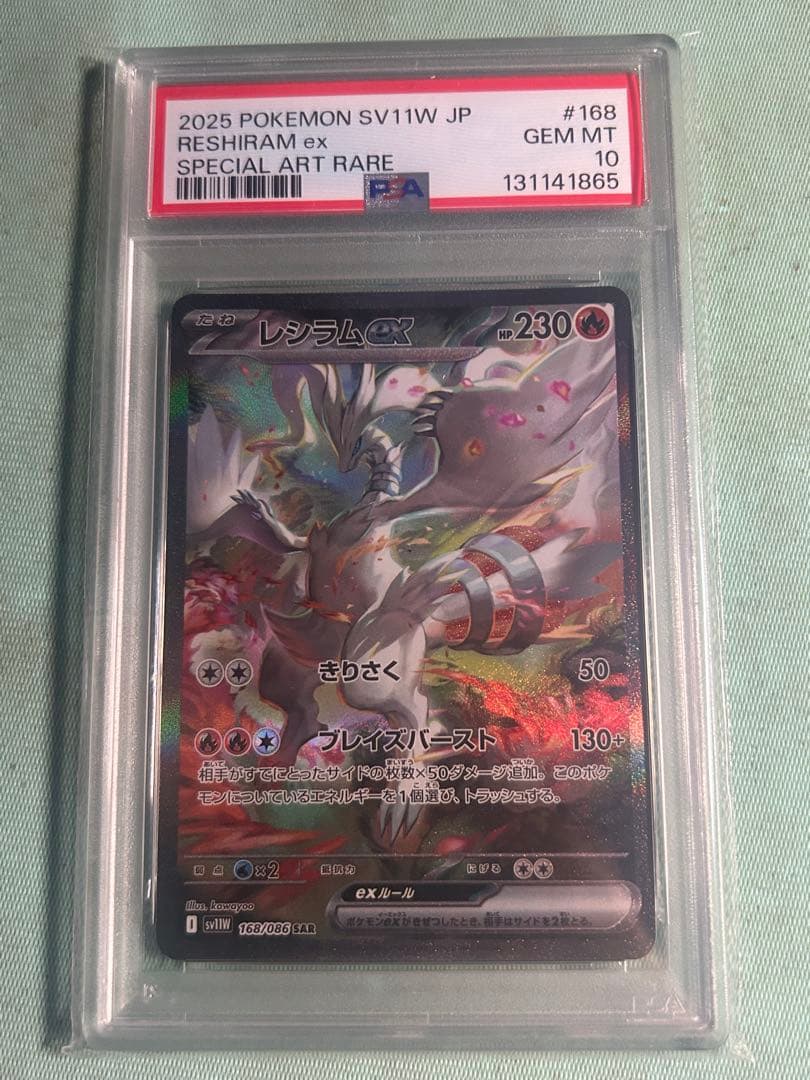 2025 POKEMON SV11W JP #168
RESHIRAM ex GEM MT
SPECIAL ART RARE 10
PSA 131141865
たね レシラムex HP 230
きりさく 50
ブレイズバースト 130+
相手がすでにとったサイドの枚数×50ダメージ追加。このポケ
モンについているエネルギーを1個選び、トラッシュする。
弱点 ×2 抵抗力 にげる
exルール
ポケモンexがきぜつしたとき、相手はサイドを2枚とる。
Illus. kawayoo
I sv11W 168/086 SAR
PSA